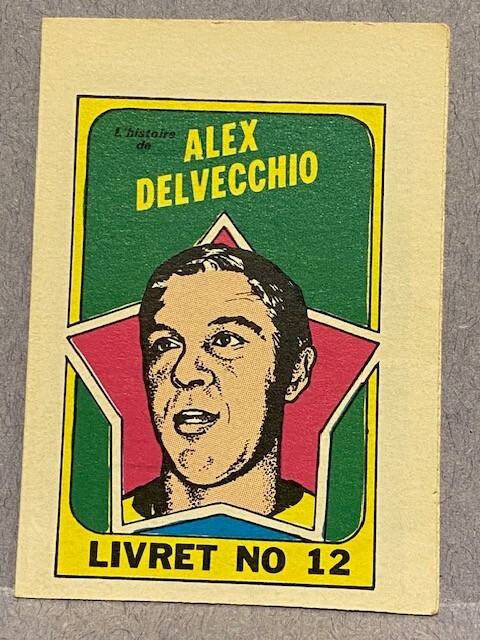 L'histoire
de
ALEX
DELVECCHIO
LIVRET NO 12